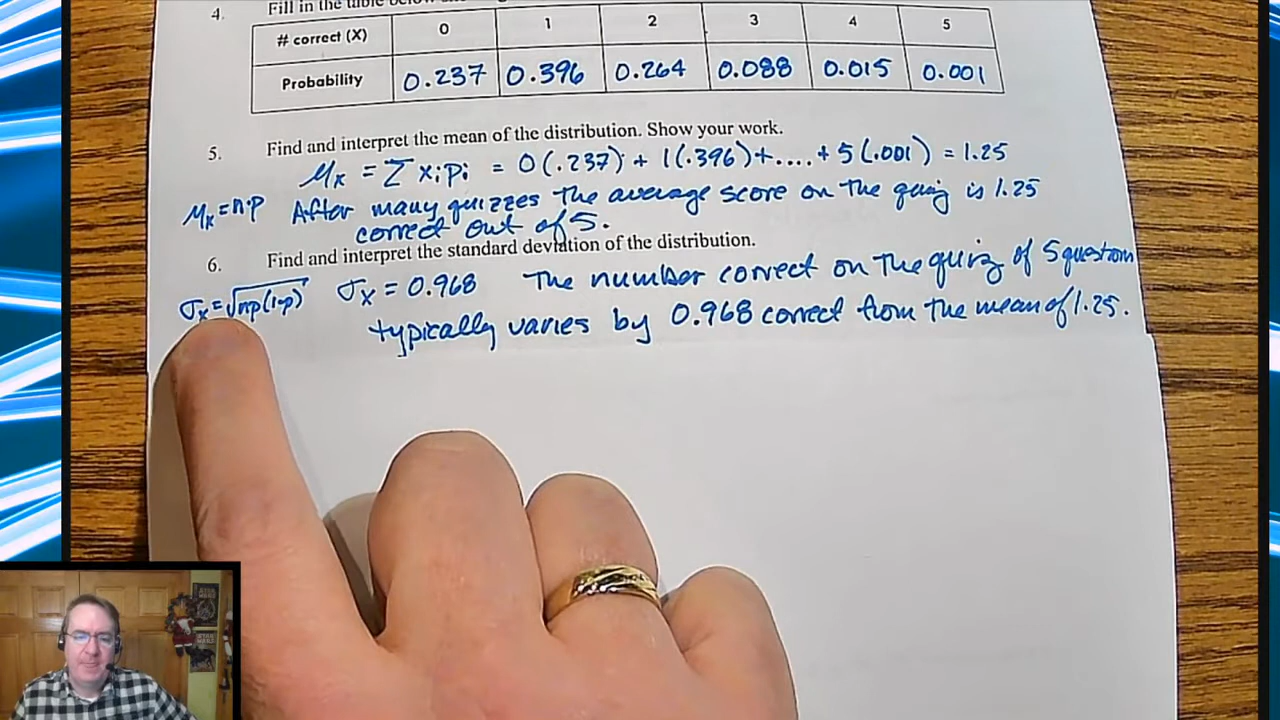 4. Fill in the table below
# correct (X) 0 1 2 3 4 5
Probability 0.237 0.396 0.264 0.088 0.015 0.001
5. Find and interpret the mean of the distribution. Show your work.
μx = Σ xipi = 0(.237) + 1(.396)+....+ 5(.001) = 1.25
μx=n·p After many quizzes the average score on the quiz is 1.25
correct out of 5.
6. Find and interpret the standard deviation of the distribution.
σx=√np(1-p) σx = 0.968 The number correct on the quiz of 5 question
typically varies by 0.968 correct from the mean of 1.25.